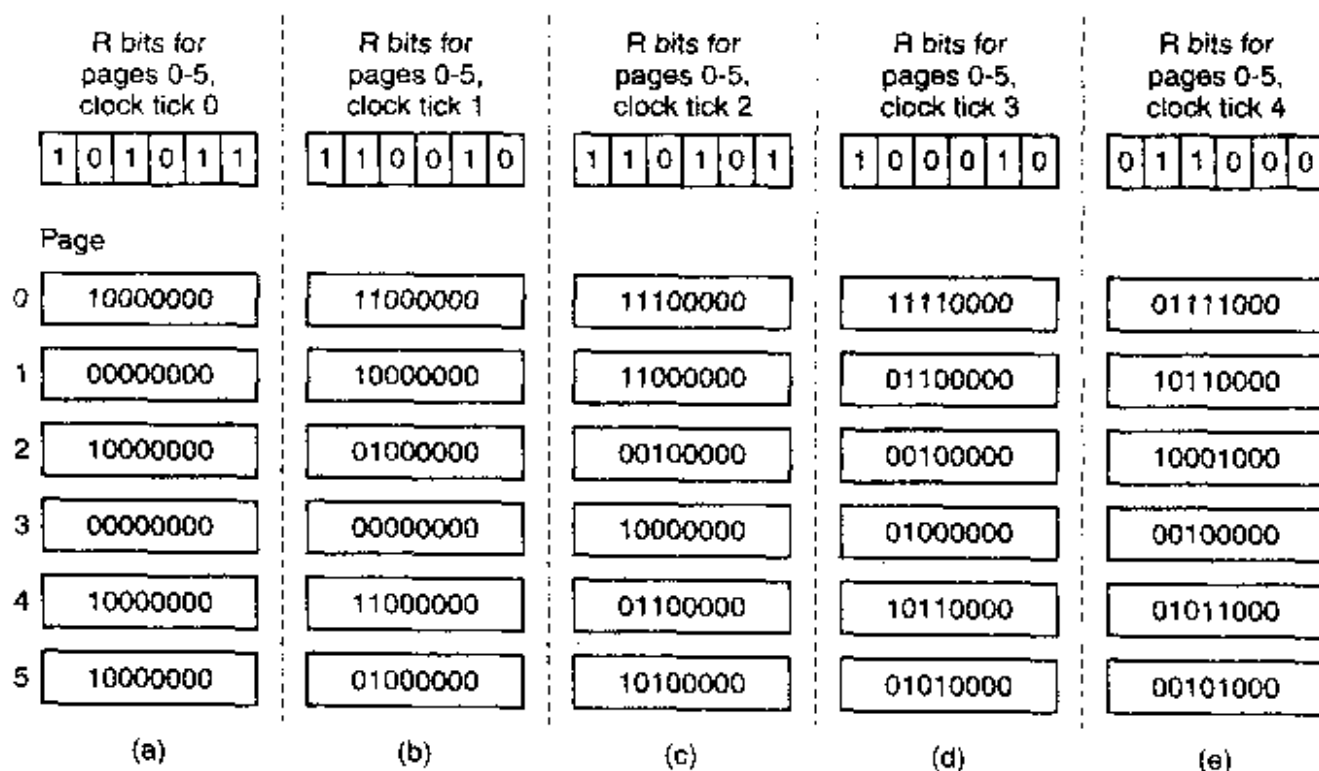 R bits for
pages 0-5,
clock tick 0
1 0 1 0 1 1
R bits for
pages 0-5,
clock tick 1
1 1 0 0 1 0
R bits for
pages 0-5,
clock tick 2
1 1 0 1 0 1
R bits for
pages 0-5,
clock tick 3
1 0 0 0 1 0
R bits for
pages 0-5,
clock tick 4
0 1 1 0 0 0
Page
0 10000000 11000000 11100000 11110000 01111000
1 00000000 10000000 11000000 01100000 10110000
2 10000000 01000000 00100000 00100000 10001000
3 00000000 00000000 10000000 01000000 00100000
4 10000000 11000000 01100000 10110000 01011000
5 10000000 01000000 10100000 01010000 00101000
(a) (b) (c) (d) (e)